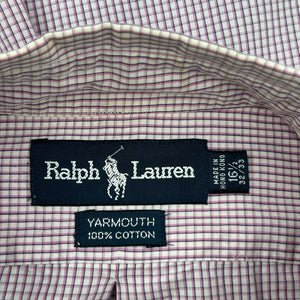 Ralph Lauren
MADE IN
HONG KONG
16½
32/33
YARMOUTH
100% COTTON